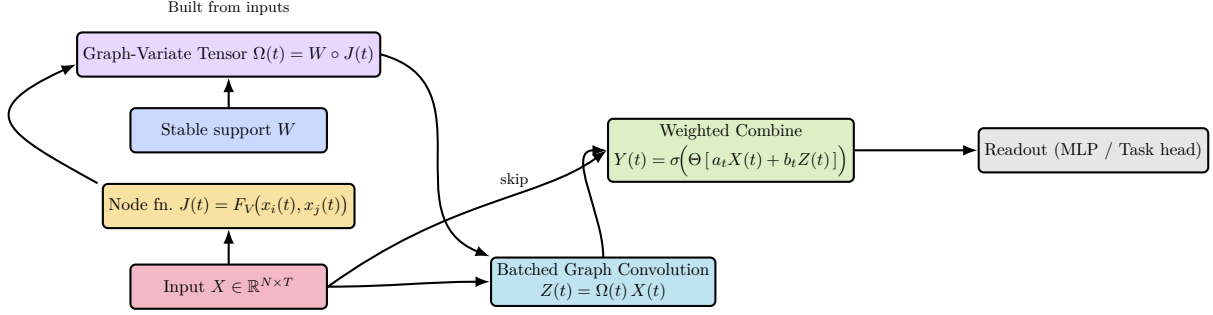 Built from inputs
Graph-Variate Tensor Ω(t) = W ∘ J(t)
Stable support W
Node fn. J(t) = F_V(x_i(t), x_j(t))
Input X ∈ ℝ^{N×T}
skip
Batched Graph Convolution
Z(t) = Ω(t) X(t)
Weighted Combine
Y(t) = σ(Θ [ a_t X(t) + b_t Z(t) ])
Readout (MLP / Task head)